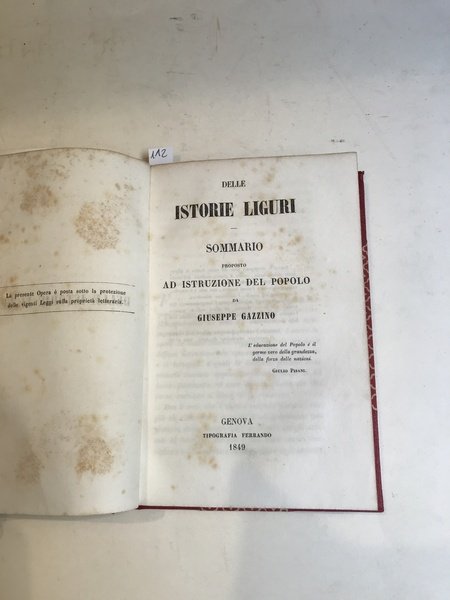 112
La presente Opera è posta sotto la protezione
delle vigenti Leggi sulla proprietà letteraria.
DELLE
ISTORIE LIGURI
SOMMARIO
PROPOSTO
AD ISTRUZIONE DEL POPOLO
DA
GIUSEPPE GAZZINO
L'educazione del Popolo è il
germe vero della grandezza,
della forza delle nazioni.
GIULIO PISANI.
GENOVA
TIPOGRAFIA FERRANDO
1849